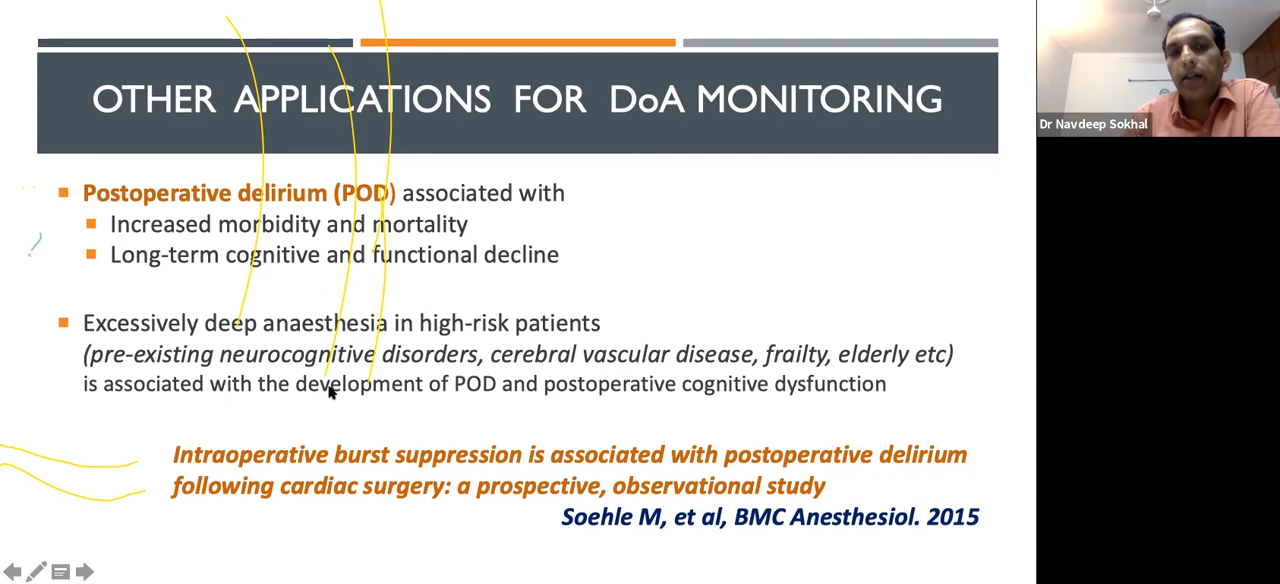 OTHER APPLICATIONS FOR DoA MONITORING
Dr Navdeep Sokhal
Postoperative delirium (POD) associated with
Increased morbidity and mortality
Long-term cognitive and functional decline
Excessively deep anaesthesia in high-risk patients
(pre-existing neurocognitive disorders, cerebral vascular disease, frailty, elderly etc)
is associated with the development of POD and postoperative cognitive dysfunction
Intraoperative burst suppression is associated with postoperative delirium
following cardiac surgery: a prospective, observational study
Soehle M, et al, BMC Anesthesiol. 2015